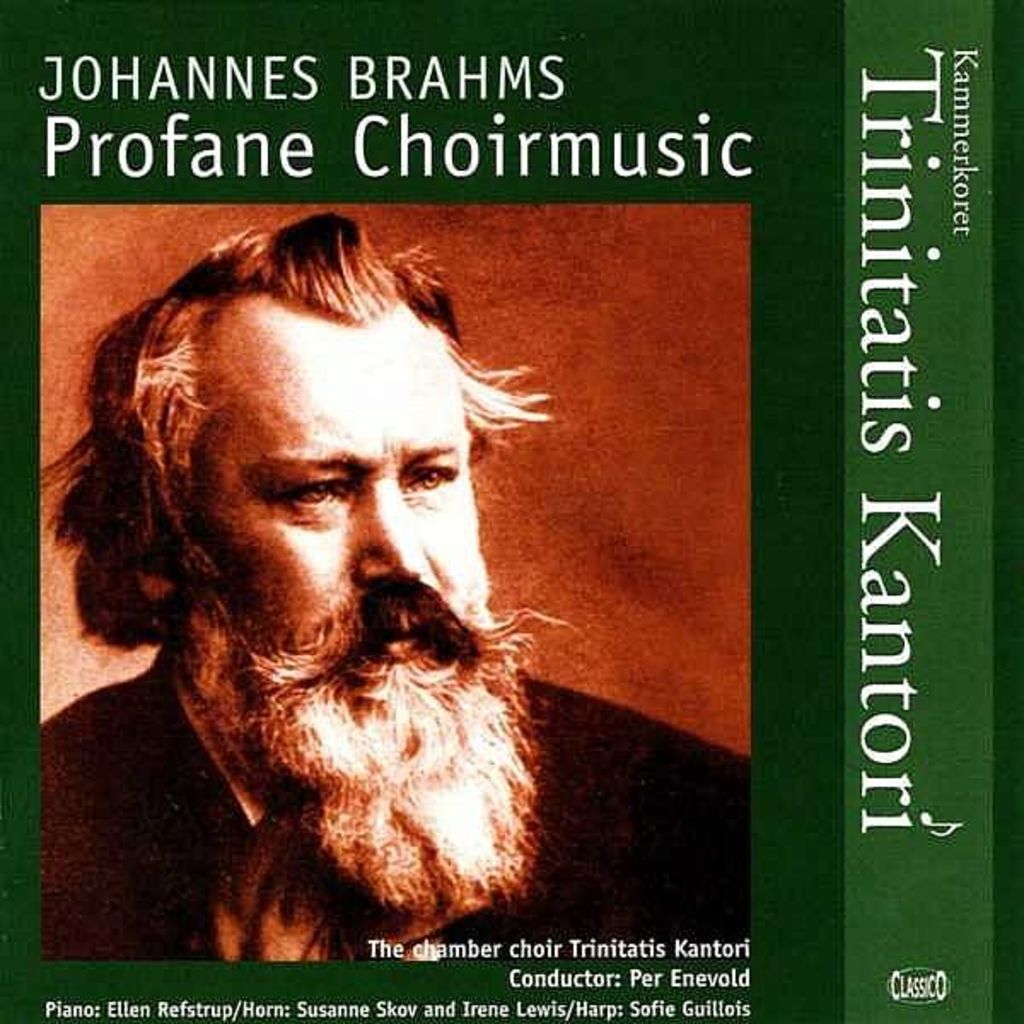 JOHANNES BRAHMS
Profane Choirmusic
The chamber choir Trinitatis Kantori
Conductor: Per Enevold
Piano: Ellen Refstrup/Horn: Susanne Skov and Irene Lewis/Harp: Sofie Guillois
Kammerkoret
Trinitatis Kantori
CLASSICO